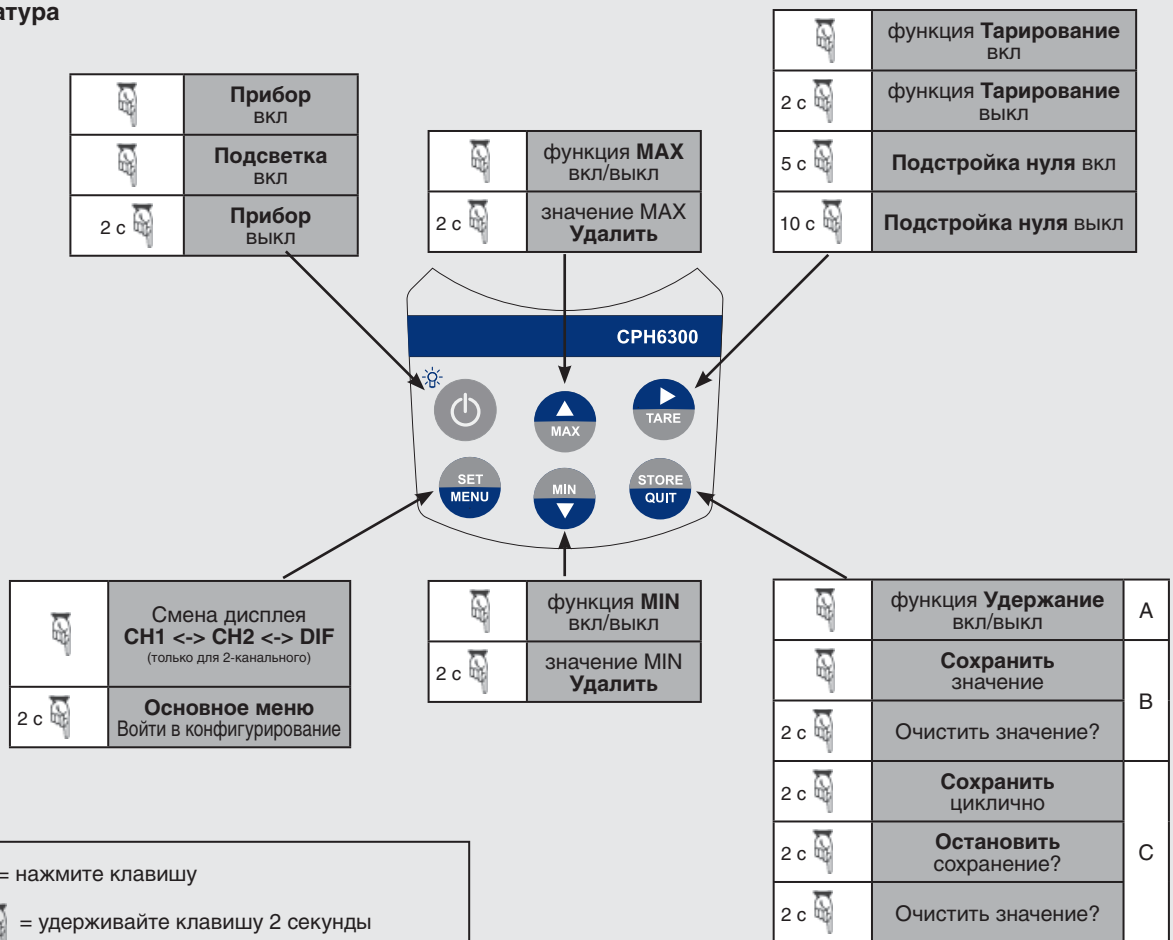 атура
Прибор
вкл
Подсветка
вкл
2 с Прибор
выкл
функция MAX
вкл/выкл
2 с значение MAX
Удалить
функция Тарирование
вкл
2 с функция Тарирование
выкл
5 с Подстройка нуля вкл
10 с Подстройка нуля выкл
CPH6300
MAX
TARE
SET
MENU
MIN
STORE
QUIT
Смена дисплея
CH1 <-> CH2 <-> DIF
(только для 2-канального)
2 с Основное меню
Войти в конфигурирование
функция MIN
вкл/выкл
2 с значение MIN
Удалить
функция Удержание
вкл/выкл
A
Сохранить
значение
B
2 с Очистить значение?
2 с Сохранить
циклично
2 с Остановить
сохранение?
C
2 с Очистить значение?
= нажмите клавишу
= удерживайте клавишу 2 секунды